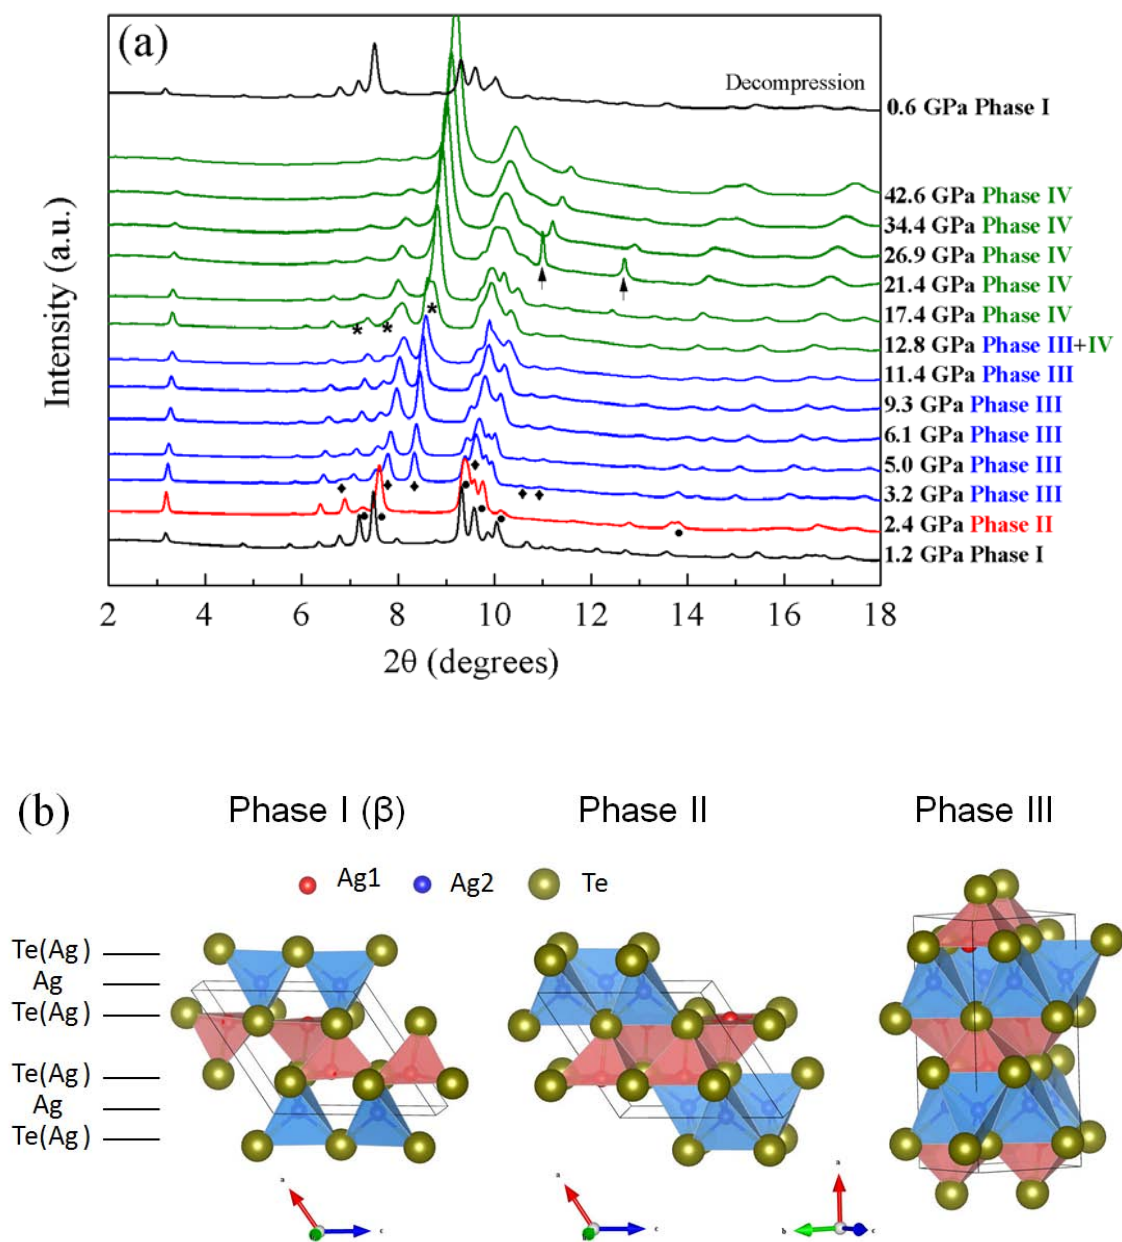 (a)
Decompression
0.6 GPa Phase I
42.6 GPa Phase IV
34.4 GPa Phase IV
26.9 GPa Phase IV
21.4 GPa Phase IV
17.4 GPa Phase IV
12.8 GPa Phase III+IV
11.4 GPa Phase III
9.3 GPa Phase III
6.1 GPa Phase III
5.0 GPa Phase III
3.2 GPa Phase III
2.4 GPa Phase II
1.2 GPa Phase I
Intensity (a.u.)
* * *
2 4 6 8 10 12 14 16 18
2θ (degrees)
(b)
Phase I (β) Phase II Phase III
Ag1 Ag2 Te
Te(Ag)
Ag
Te(Ag)
Te(Ag)
Ag
Te(Ag)
a b c
a b c
a b c